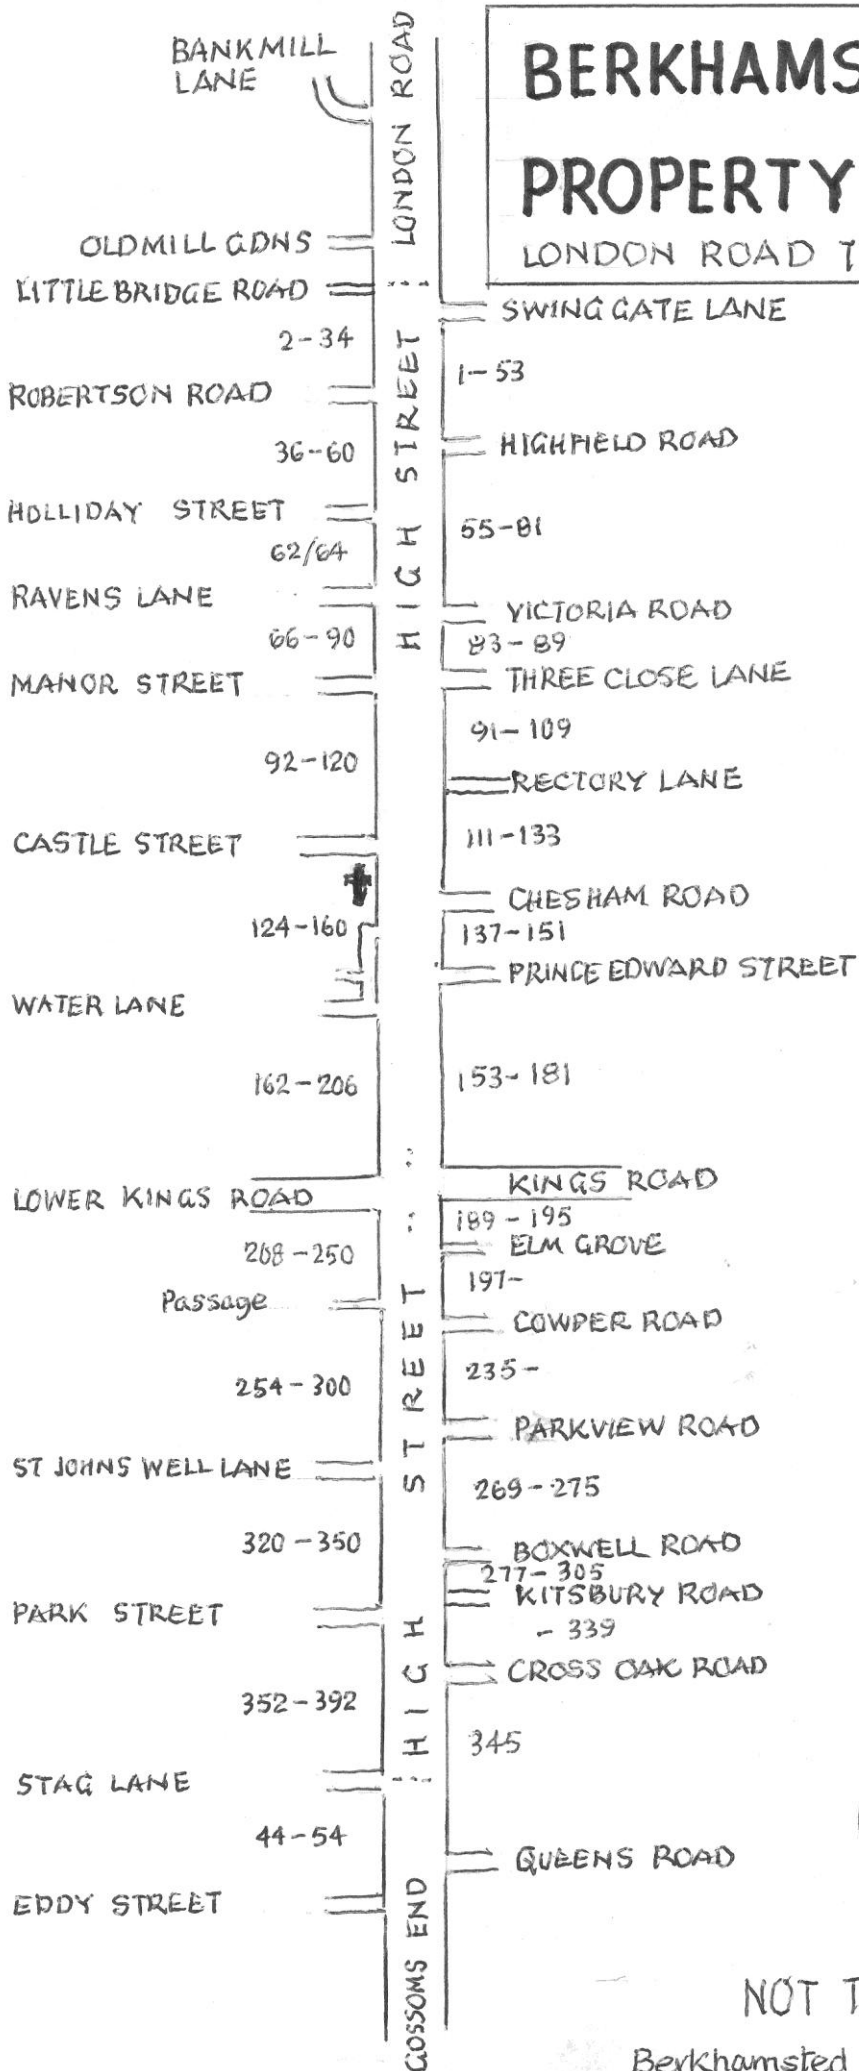 BERKHAMS
PROPERTY
LONDON ROAD T
BANKMILL
LANE
LONDON ROAD
OLDMILL GDNS
LITTLE BRIDGE ROAD
SWING GATE LANE
2-34
1-53
ROBERTSON ROAD
HIGH STREET
HIGHFIELD ROAD
36-60
HOLLIDAY STREET
55-81
62/64
RAVENS LANE
VICTORIA ROAD
66-90
83-89
MANOR STREET
THREE CLOSE LANE
91-109
92-120
RECTORY LANE
CASTLE STREET
111-133
CHESHAM ROAD
124-160
137-151
PRINCE EDWARD STREET
WATER LANE
162-206
153-181
LOWER KINGS ROAD
KINGS ROAD
189-195
208-250
ELM GROVE
Passage
197-
COWPER ROAD
254-300
235-
HIGH STREET
PARKVIEW ROAD
ST JOHNS WELL LANE
269-275
320-350
BOXWELL ROAD
277-305
PARK STREET
KITSBURY ROAD
-339
352-392
CROSS OAK ROAD
345
STAG LANE
44-54
QUEENS ROAD
EDDY STREET
GOSSOMS END
NOT T
Berkhamsted